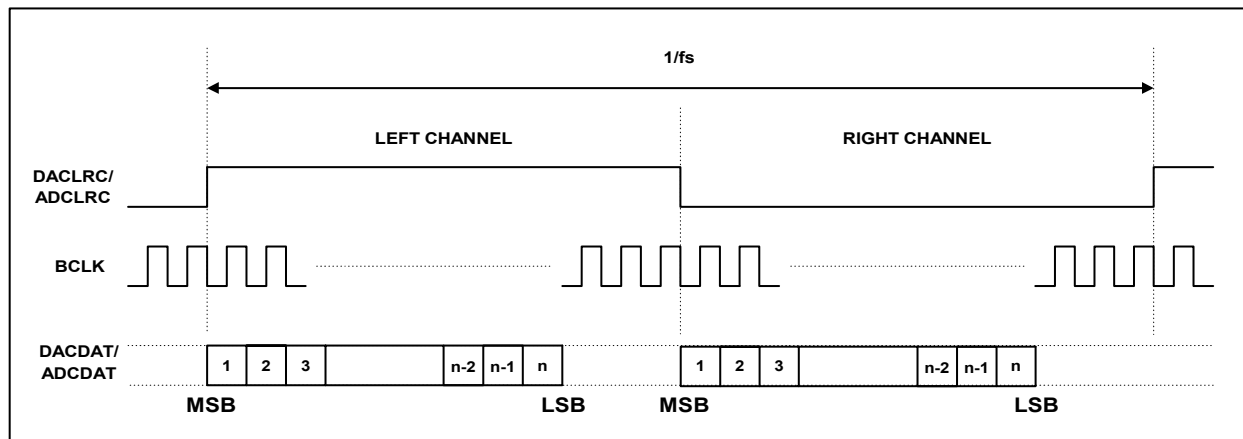 1/fs
LEFT CHANNEL
RIGHT CHANNEL
DACLRC/
ADCLRC
BCLK
DACDAT/
ADCDAT
1 2 3 n-2 n-1 n 1 2 3 n-2 n-1 n
MSB LSB MSB LSB